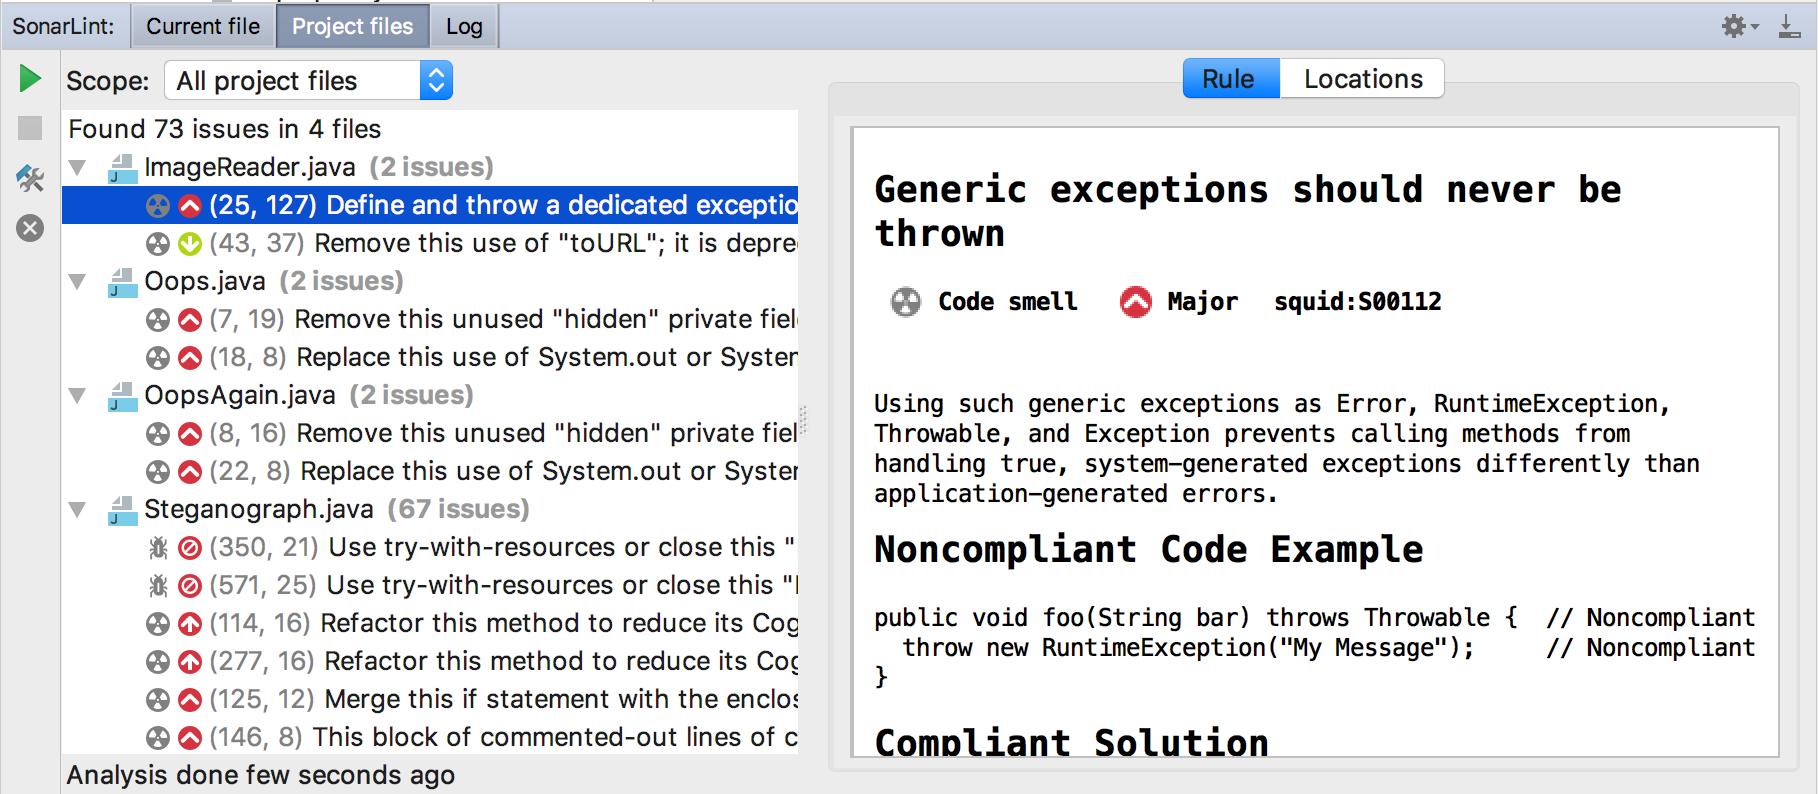 SonarLint: Current file Project files Log
Scope: All project files
Found 73 issues in 4 files
ImageReader.java (2 issues)
(25, 127) Define and throw a dedicated exceptio
(43, 37) Remove this use of "toURL"; it is depre
Oops.java (2 issues)
(7, 19) Remove this unused "hidden" private fiel
(18, 8) Replace this use of System.out or System
OopsAgain.java (2 issues)
(8, 16) Remove this unused "hidden" private fiel
(22, 8) Replace this use of System.out or System
Steganograph.java (67 issues)
(350, 21) Use try-with-resources or close this "
(571, 25) Use try-with-resources or close this "
(114, 16) Refactor this method to reduce its Cog
(277, 16) Refactor this method to reduce its Cog
(125, 12) Merge this if statement with the enclos
(146, 8) This block of commented-out lines of c
Analysis done few seconds ago
Rule Locations
Generic exceptions should never be
thrown
Code smell Major squid:S00112
Using such generic exceptions as Error, RuntimeException,
Throwable, and Exception prevents calling methods from
handling true, system-generated exceptions differently than
application-generated errors.
Noncompliant Code Example
public void foo(String bar) throws Throwable {  // Noncompliant
  throw new RuntimeException("My Message");     // Noncompliant
}
Compliant Solution